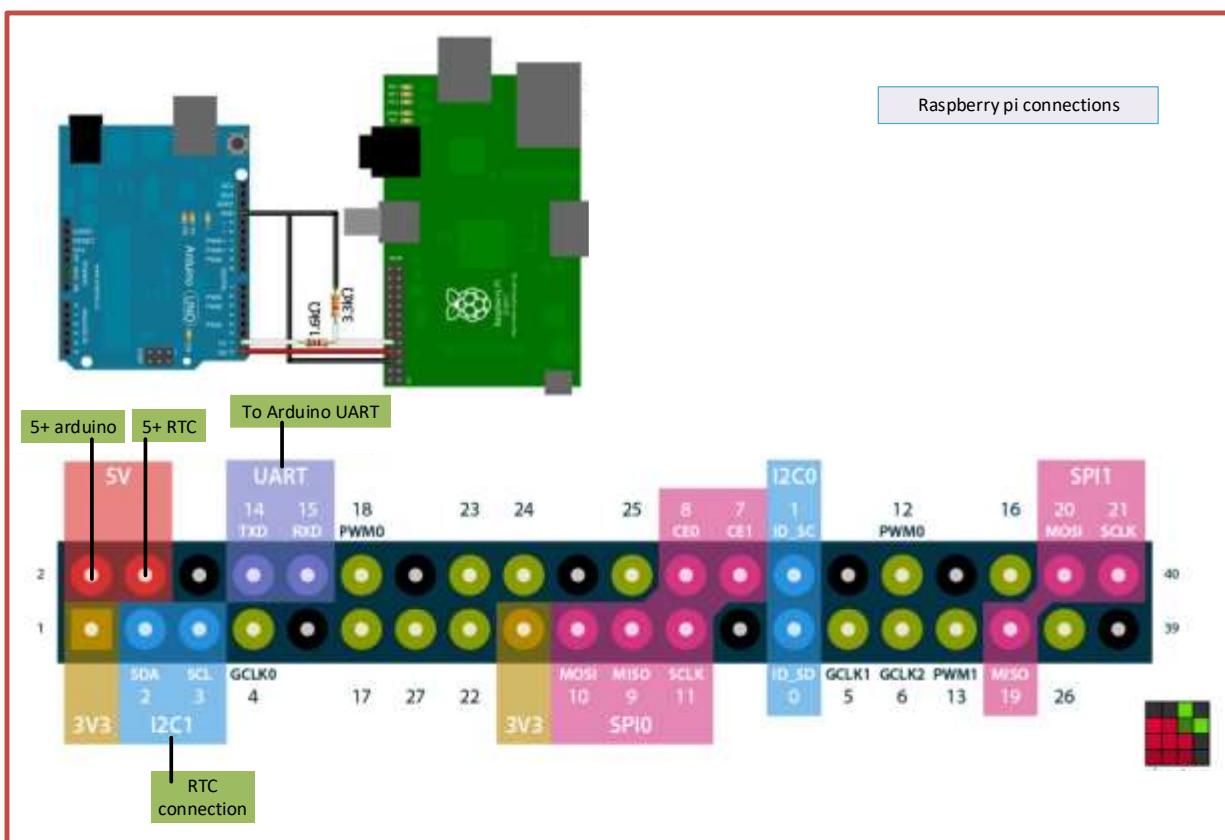 Raspberry pi connections
Arduino
UNO
1.6kΩ
3.3kΩ
5+ arduino
5+ RTC
To Arduino UART
5V
UART
I2C0
SPI1
14
15
18
23
24
25
8
7
1
12
16
20
21
TXD
RXD
PWM0
CE0
CE1
ID_SC
PWM0
MOSI
SCLK
2
40
1
39
SDA
SCL
GCLK0
MOSI
MISO
SCLK
ID_SD
GCLK1
GCLK2
PWM1
MISO
2
3
4
17
27
22
10
9
11
0
5
6
13
19
26
3V3
I2C1
3V3
SPI0
RTC
connection